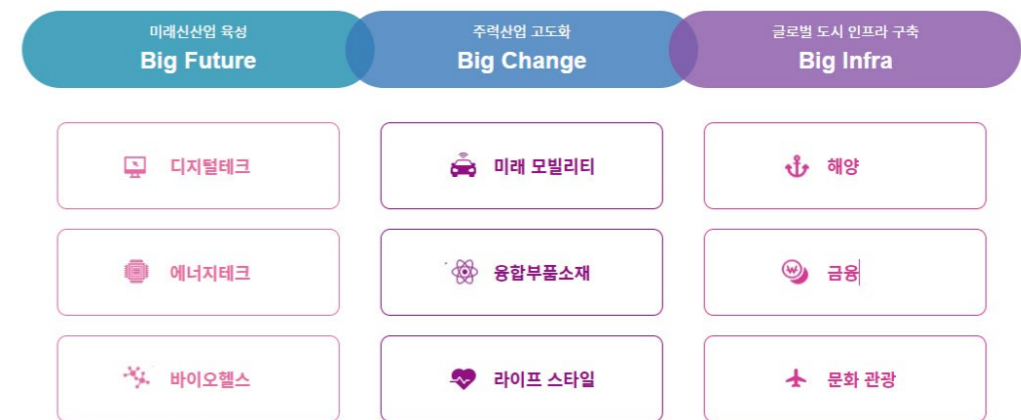 미래신산업 육성
Big Future
주력산업 고도화
Big Change
글로벌 도시 인프라 구축
Big Infra
디지털테크
미래 모빌리티
해양
에너지테크
융합부품소재
금융
바이오헬스
라이프 스타일
문화 관광